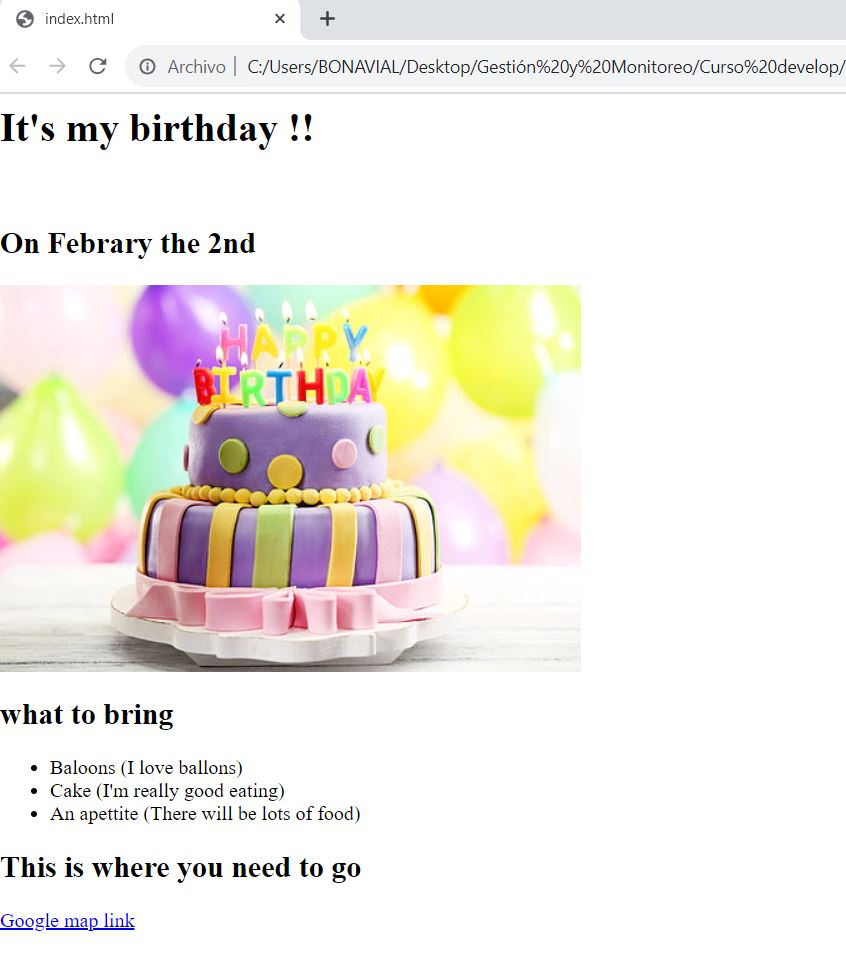 index.html
Archivo | C:/Users/BONAVIAL/Desktop/Gestión%20y%20Monitoreo/Curso%20develop/
It's my birthday !!
On Febrary the 2nd
HAPPY
BIRTHDAY
what to bring
• Baloons (I love ballons)
• Cake (I'm really good eating)
• An apettite (There will be lots of food)
This is where you need to go
Google map link